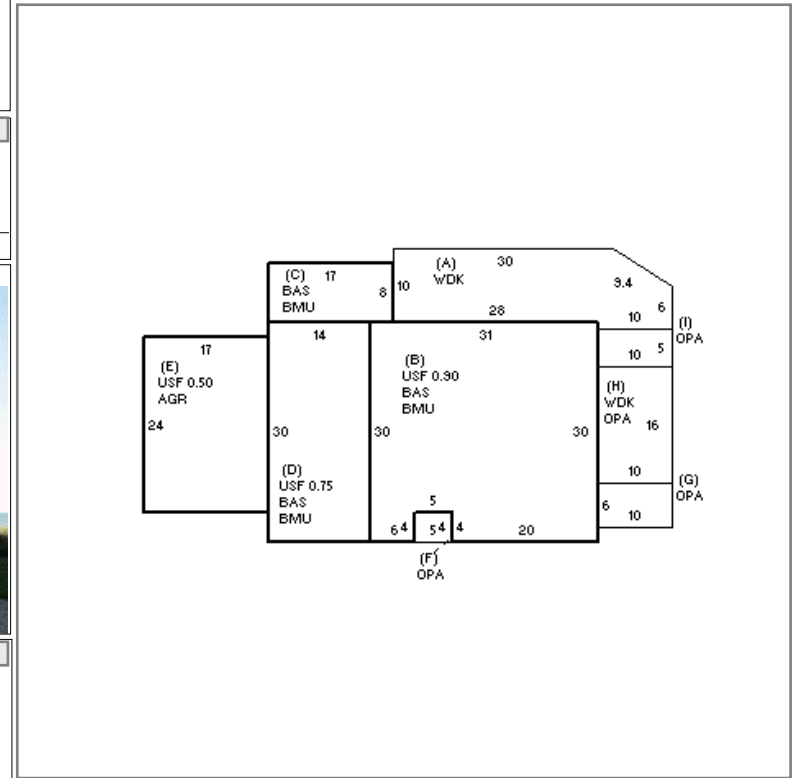 (A)
WDK
30
9.4
6
10
28
10
(C)
BAS
BMU
17
8
(I)
OPA
10
5
17
(E)
USF 0.50
AGR
24
14
30
(D)
USF 0.75
BAS
BMU
31
(B)
USF 0.90
BAS
BMU
30
30
(H)
WDK
OPA
16
10
(G)
OPA
6
10
5
6
4
5
4
4
20
(F)
OPA